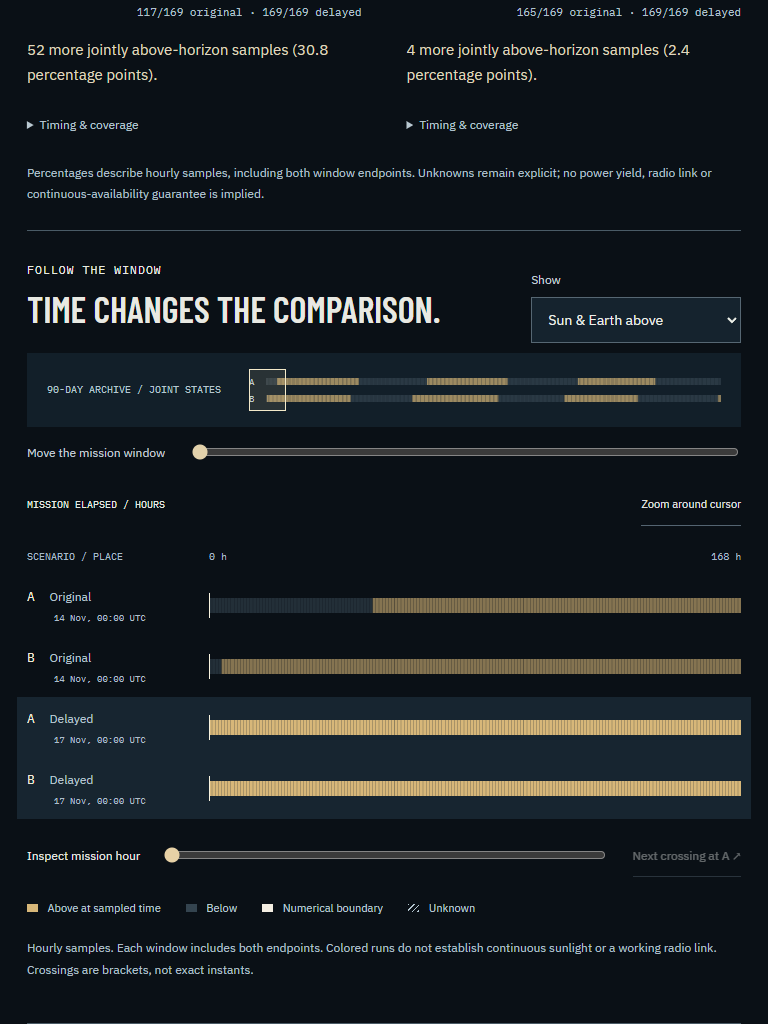 117/169 original · 169/169 delayed
165/169 original · 169/169 delayed
52 more jointly above-horizon samples (30.8
percentage points).
4 more jointly above-horizon samples (2.4
percentage points).
▶ Timing & coverage
▶ Timing & coverage
Percentages describe hourly samples, including both window endpoints. Unknowns remain explicit; no power yield, radio link or
continuous-availability guarantee is implied.
FOLLOW THE WINDOW
TIME CHANGES THE COMPARISON.
Show
Sun & Earth above
90-DAY ARCHIVE / JOINT STATES
A
B
Move the mission window
MISSION ELAPSED / HOURS
Zoom around cursor
SCENARIO / PLACE
0 h
168 h
A Original
14 Nov, 00:00 UTC
B Original
14 Nov, 00:00 UTC
A Delayed
17 Nov, 00:00 UTC
B Delayed
17 Nov, 00:00 UTC
Inspect mission hour
Next crossing at A ↗
Above at sampled time
Below
Numerical boundary
Unknown
Hourly samples. Each window includes both endpoints. Colored runs do not establish continuous sunlight or a working radio link.
Crossings are brackets, not exact instants.